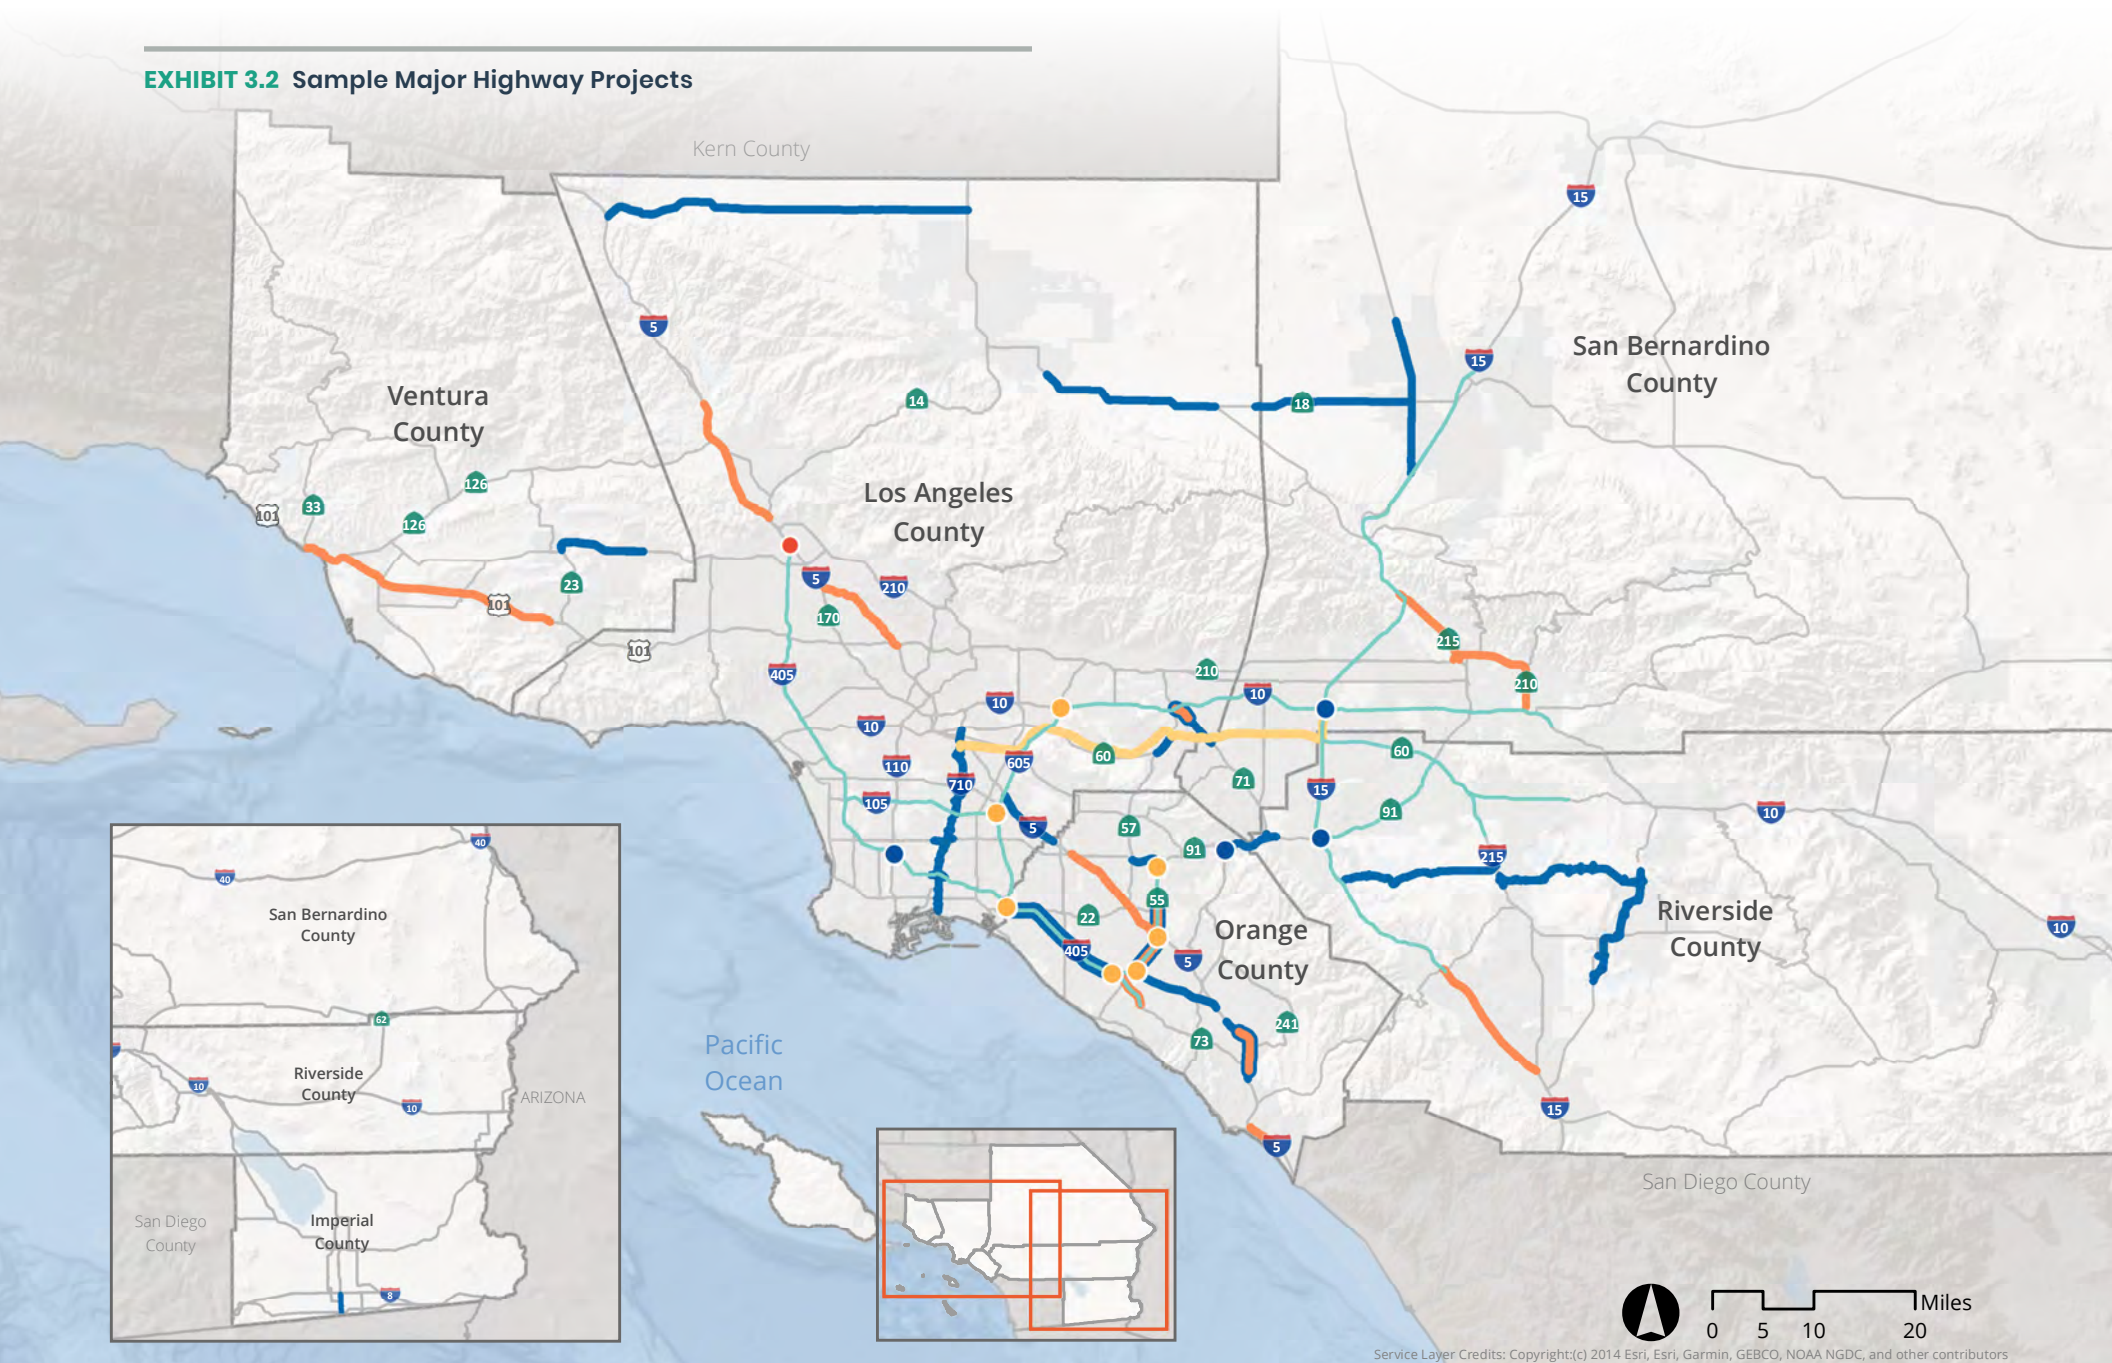 EXHIBIT 3.2 Sample Major Highway Projects
Kern County
15
5
15
San Bernardino
County
Ventura
County
14
18
126
Los Angeles
County
33
101
126
5
210
23
101
170
215
101
405
210
210
10
10
10
60
110
605
60
710
71
15
105
91
10
5
57
91
215
55
22
Orange
County
Riverside
County
10
405
5
241
73
15
5
Pacific
Ocean
San Diego County
40
40
San Bernardino
County
62
Riverside
County
10
10
ARIZONA
San Diego
County
Imperial
County
8
Miles
0 5 10 20
Service Layer Credits: Copyright:(c) 2014 Esri, Esri, Garmin, GEBCO, NOAA NGDC, and other contributors